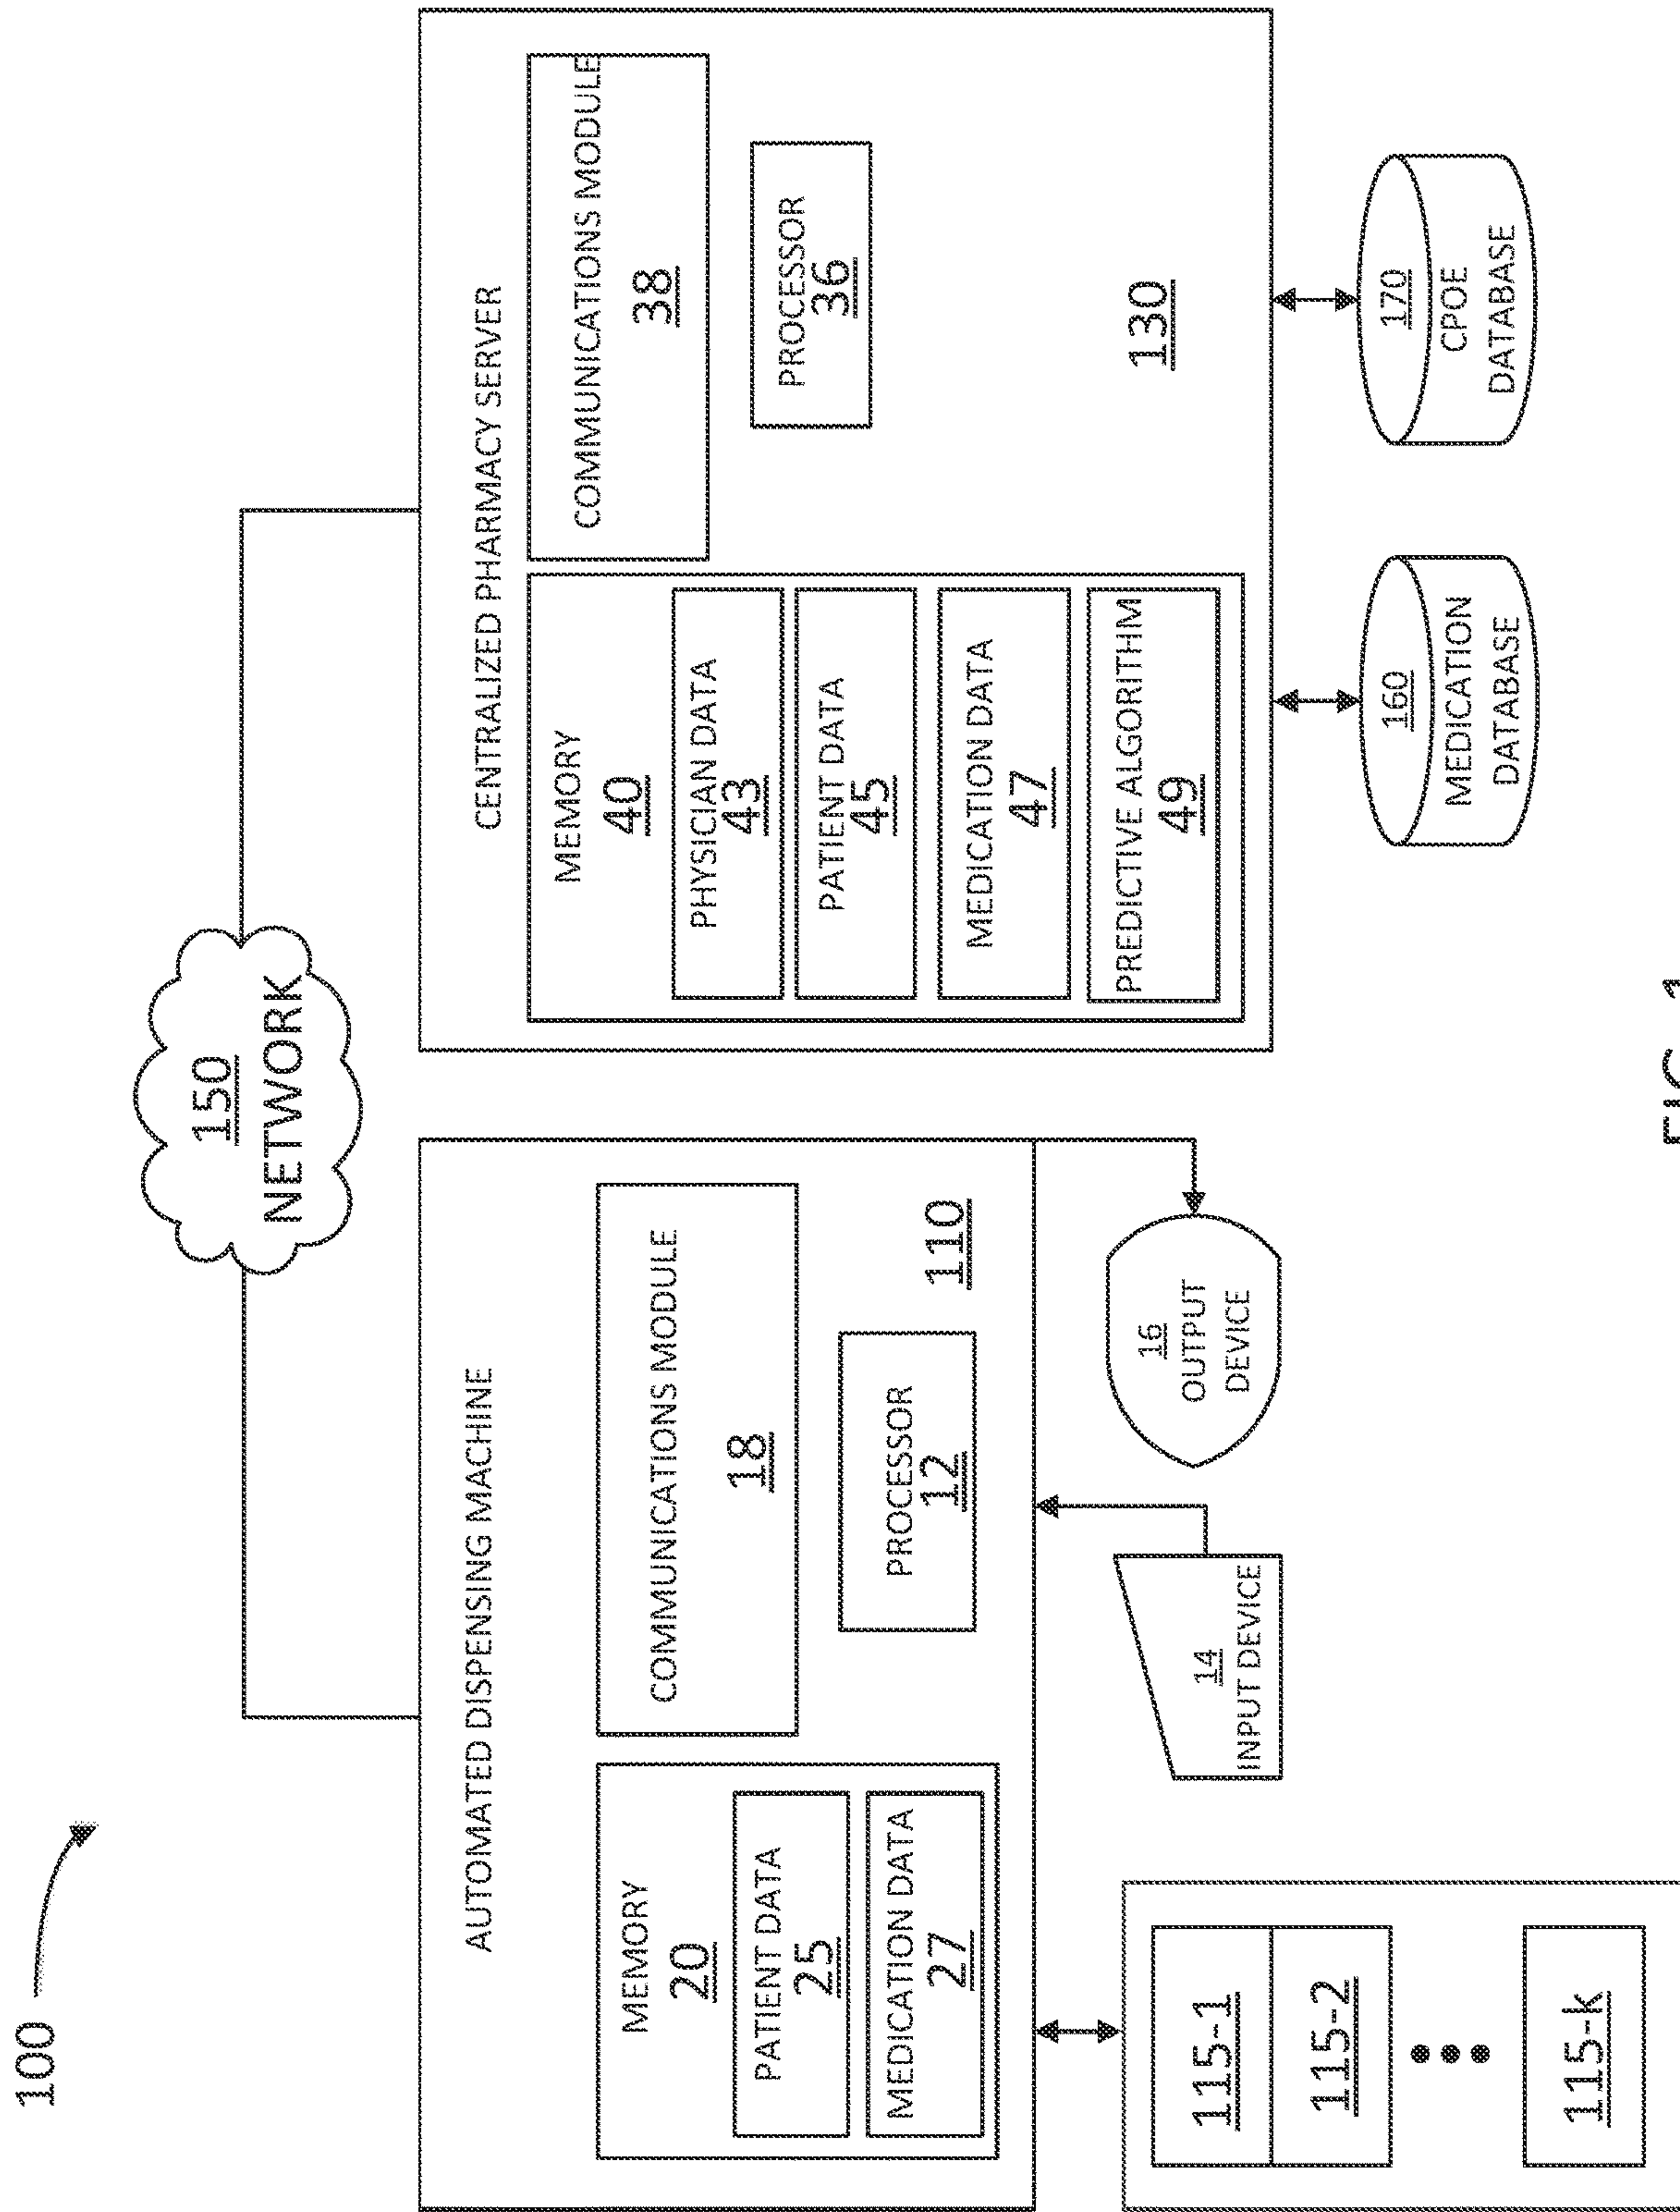 100
150
NETWORK
AUTOMATED DISPENSING MACHINE
MEMORY
20
PATIENT DATA
25
MEDICATION DATA
27
COMMUNICATIONS MODULE
18
PROCESSOR
12
110
115-1
115-2
115-k
14
INPUT DEVICE
16
OUTPUT
DEVICE
CENTRALIZED PHARMACY SERVER
MEMORY
40
PHYSICIAN DATA
43
PATIENT DATA
45
MEDICATION DATA
47
PREDICTIVE ALGORITHM
49
COMMUNICATIONS MODULE
38
PROCESSOR
36
130
160
MEDICATION
DATABASE
170
CPOE
DATABASE
FIG. 1